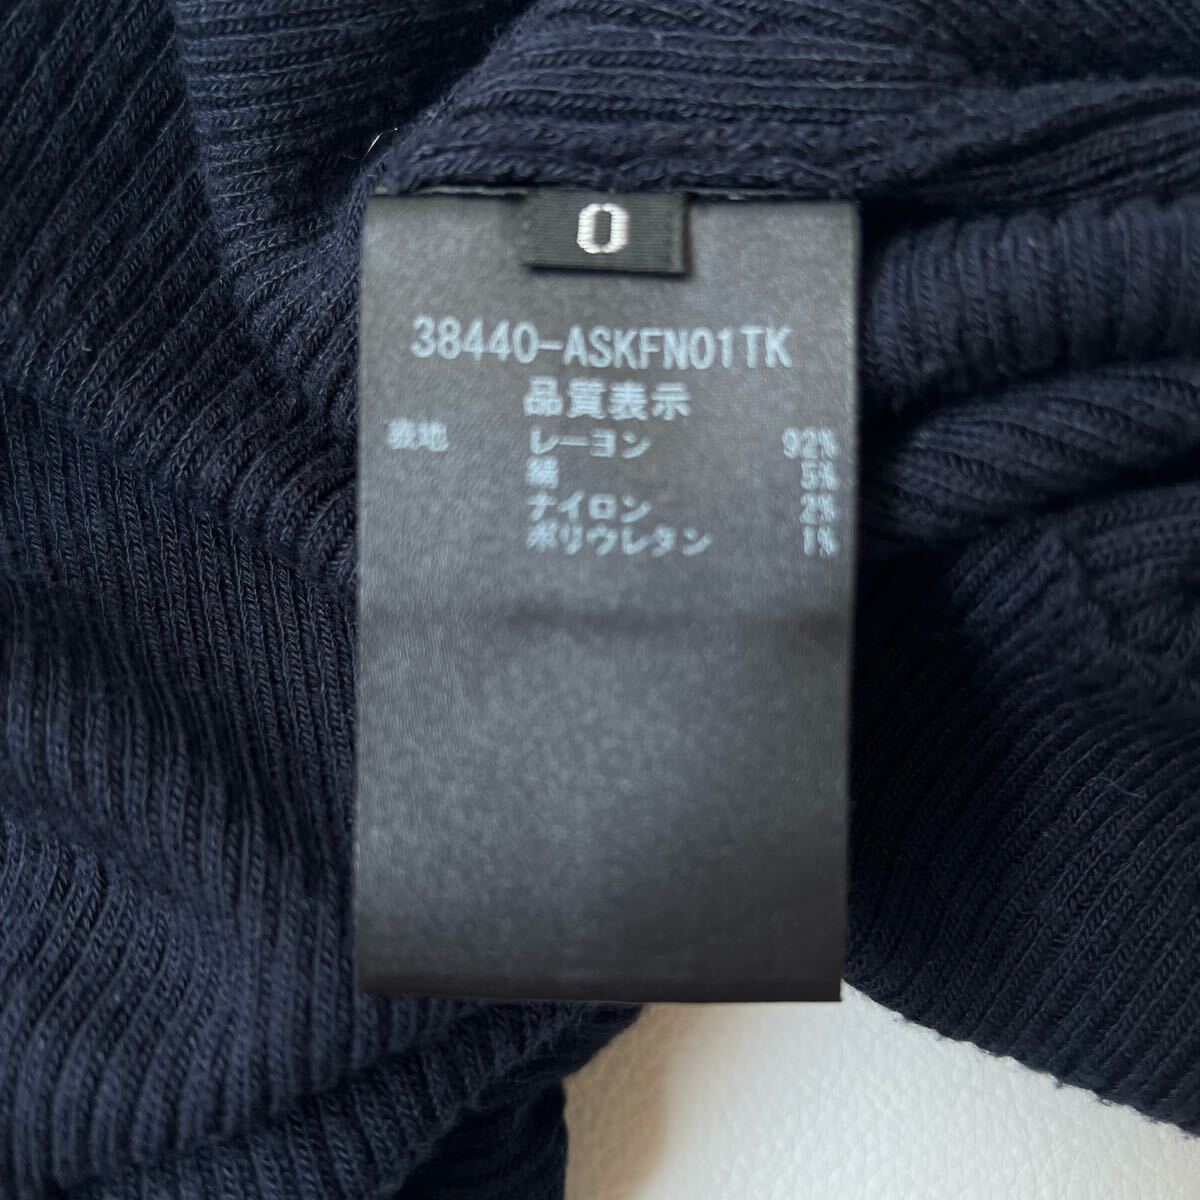 0
38440-ASKFN01TK
品質表示
表地 レーヨン 92%
綿 5%
ナイロン 2%
ポリウレタン 1%